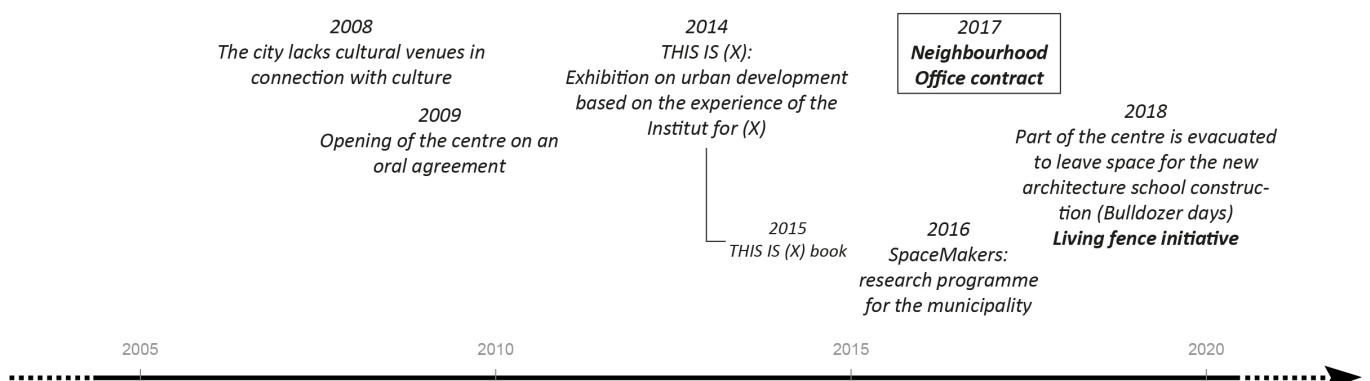 2008
The city lacks cultural venues in
connection with culture
2009
Opening of the centre on an
oral agreement
2014
THIS IS (X):
Exhibition on urban development
based on the experience of the
Institut for (X)
2015
THIS IS (X) book
2016
SpaceMakers:
research programme
for the municipality
2017
Neighbourhood
Office contract
2018
Part of the centre is evacuated
to leave space for the new
architecture school construc-
tion (Bulldozer days)
Living fence initiative
2005
2010
2015
2020